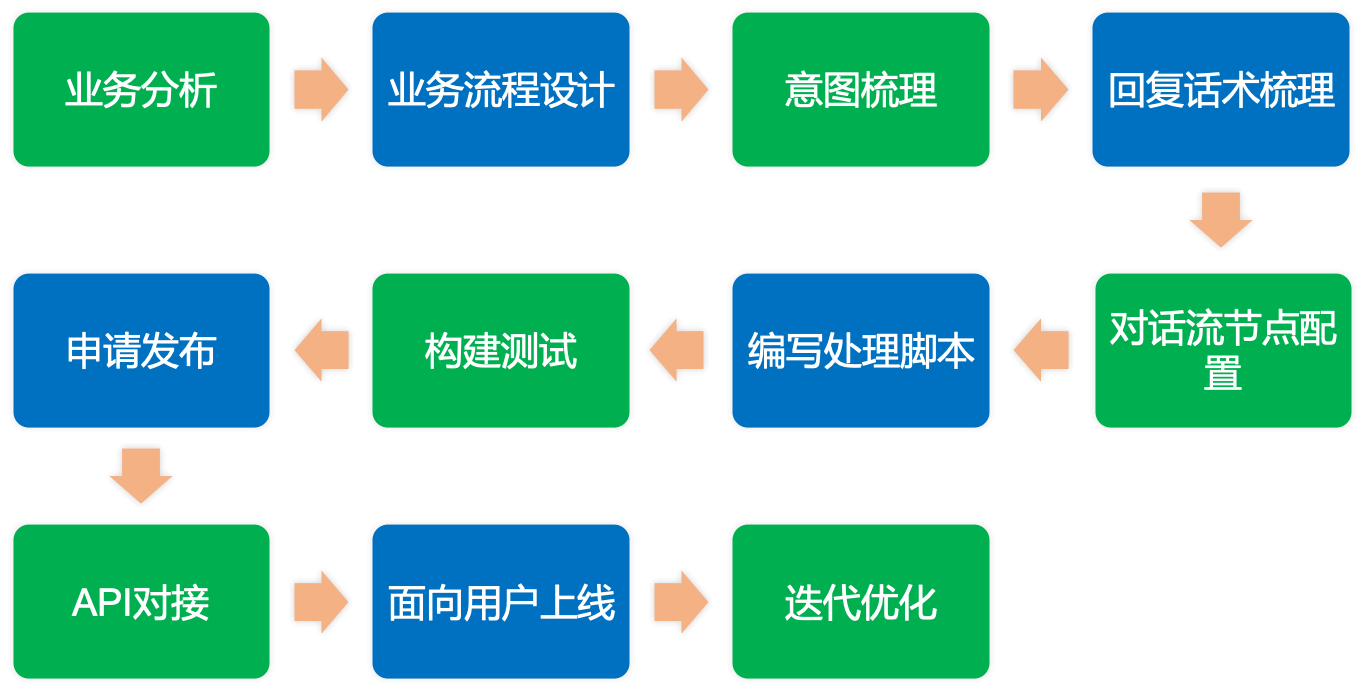 业务分析
业务流程设计
意图梳理
回复话术梳理
对话流节点配
置
编写处理脚本
构建测试
申请发布
API对接
面向用户上线
迭代优化